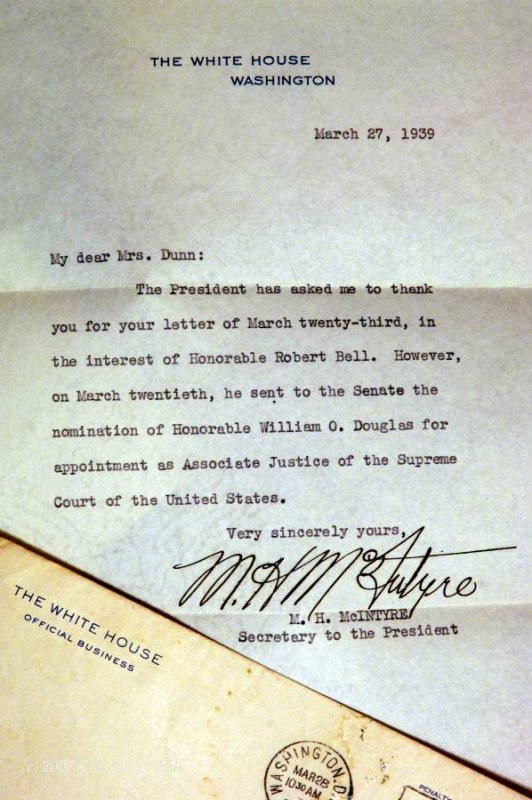 THE WHITE HOUSE
WASHINGTON
March 27, 1939
My dear Mrs. Dunn:
The President has asked me to thank
you for your letter of March twenty-third, in
the interest of Honorable Robert Bell. However,
on March twentieth, he sent to the Senate the
nomination of Honorable William O. Douglas for
appointment as Associate Justice of the Supreme
Court of the United States.
Very sincerely yours,
M. H. McIntyre
M. H. McINTYRE
Secretary to the President
THE WHITE HOUSE
OFFICIAL BUSINESS
WASHINGTON, D.
MAR 28
10 30 AM
PENALTY
2007